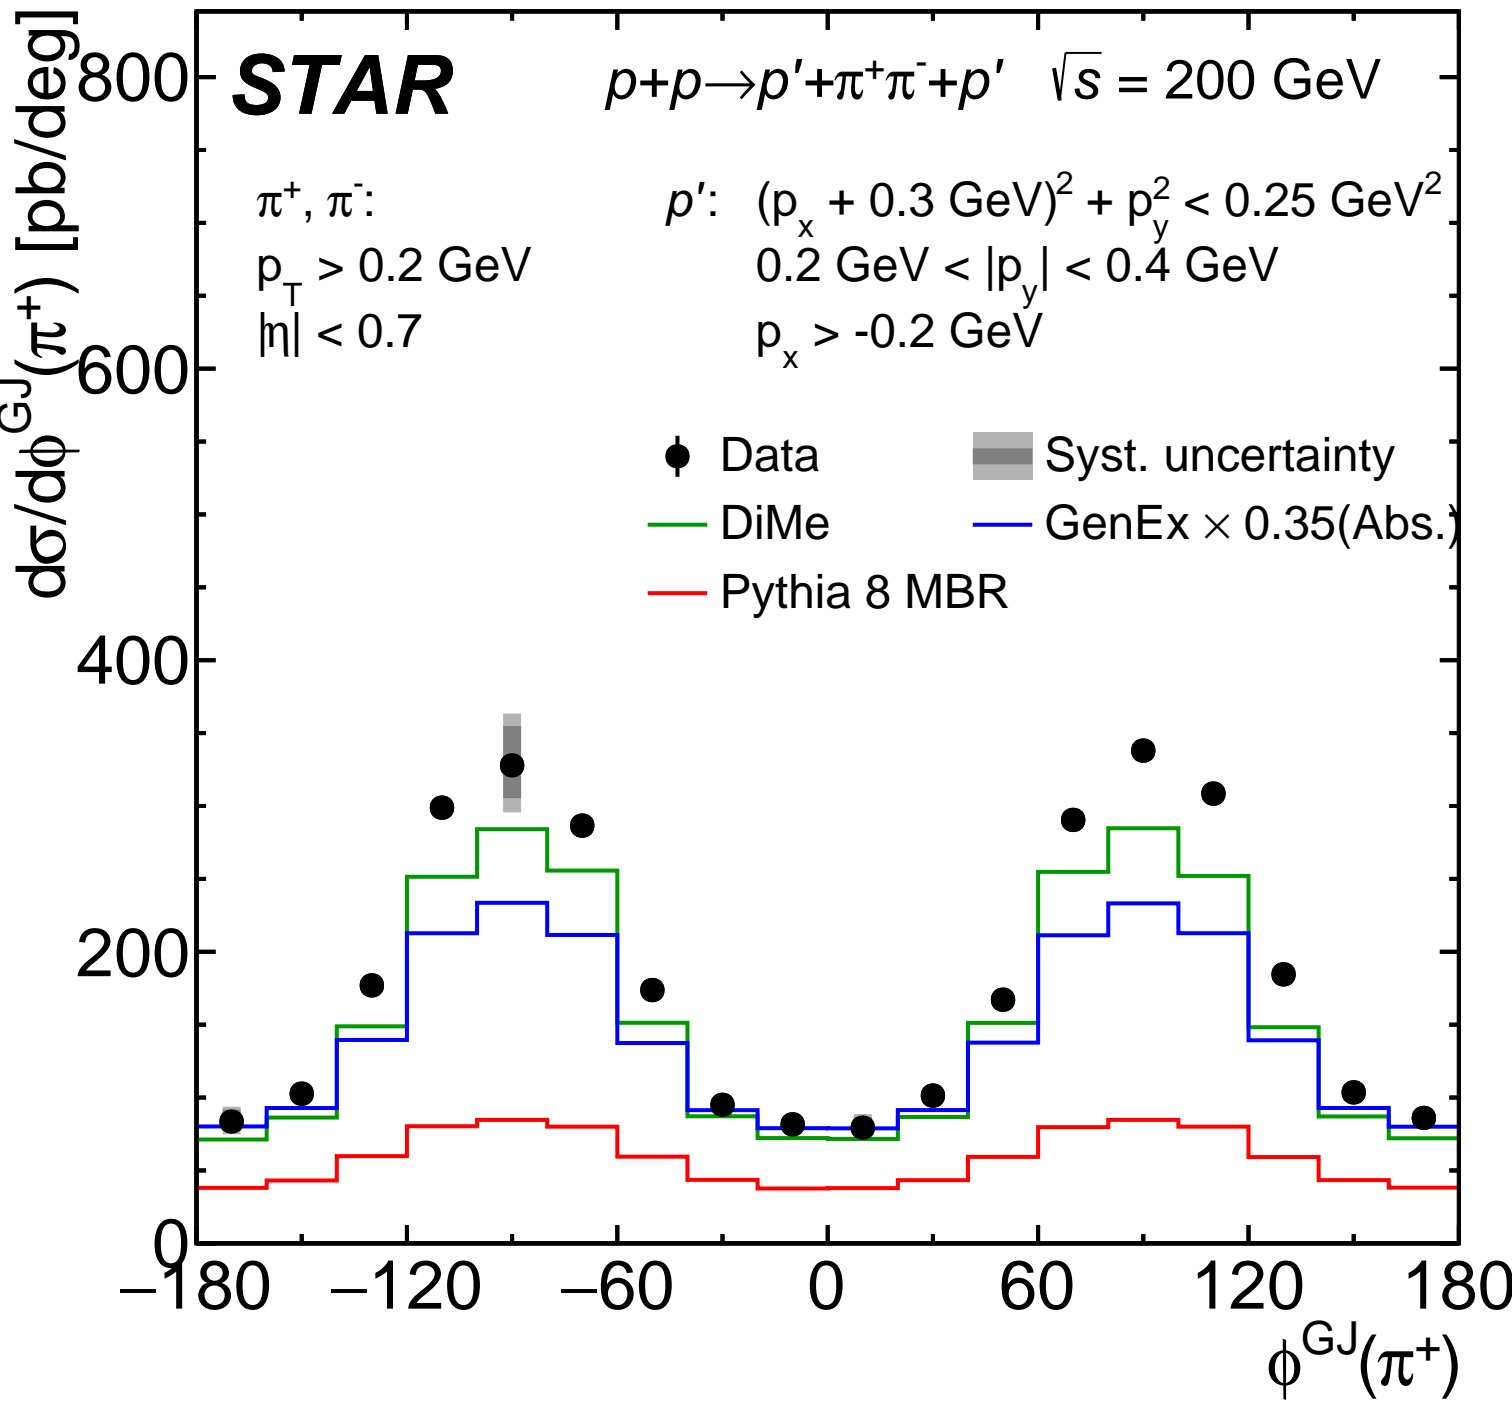 dσ/dϕ^GJ(π⁺) [pb/deg]
800
600
400
200
0
STAR
p+p→p′+π⁺π⁻+p′ √s = 200 GeV
π⁺, π⁻:
p_T > 0.2 GeV
|η| < 0.7
p′: (p_x + 0.3 GeV)² + p_y² < 0.25 GeV²
0.2 GeV < |p_y| < 0.4 GeV
p_x > -0.2 GeV
Data
Syst. uncertainty
DiMe
GenEx × 0.35(Abs.)
Pythia 8 MBR
−180 −120 −60 0 60 120 180
ϕ^GJ(π⁺)